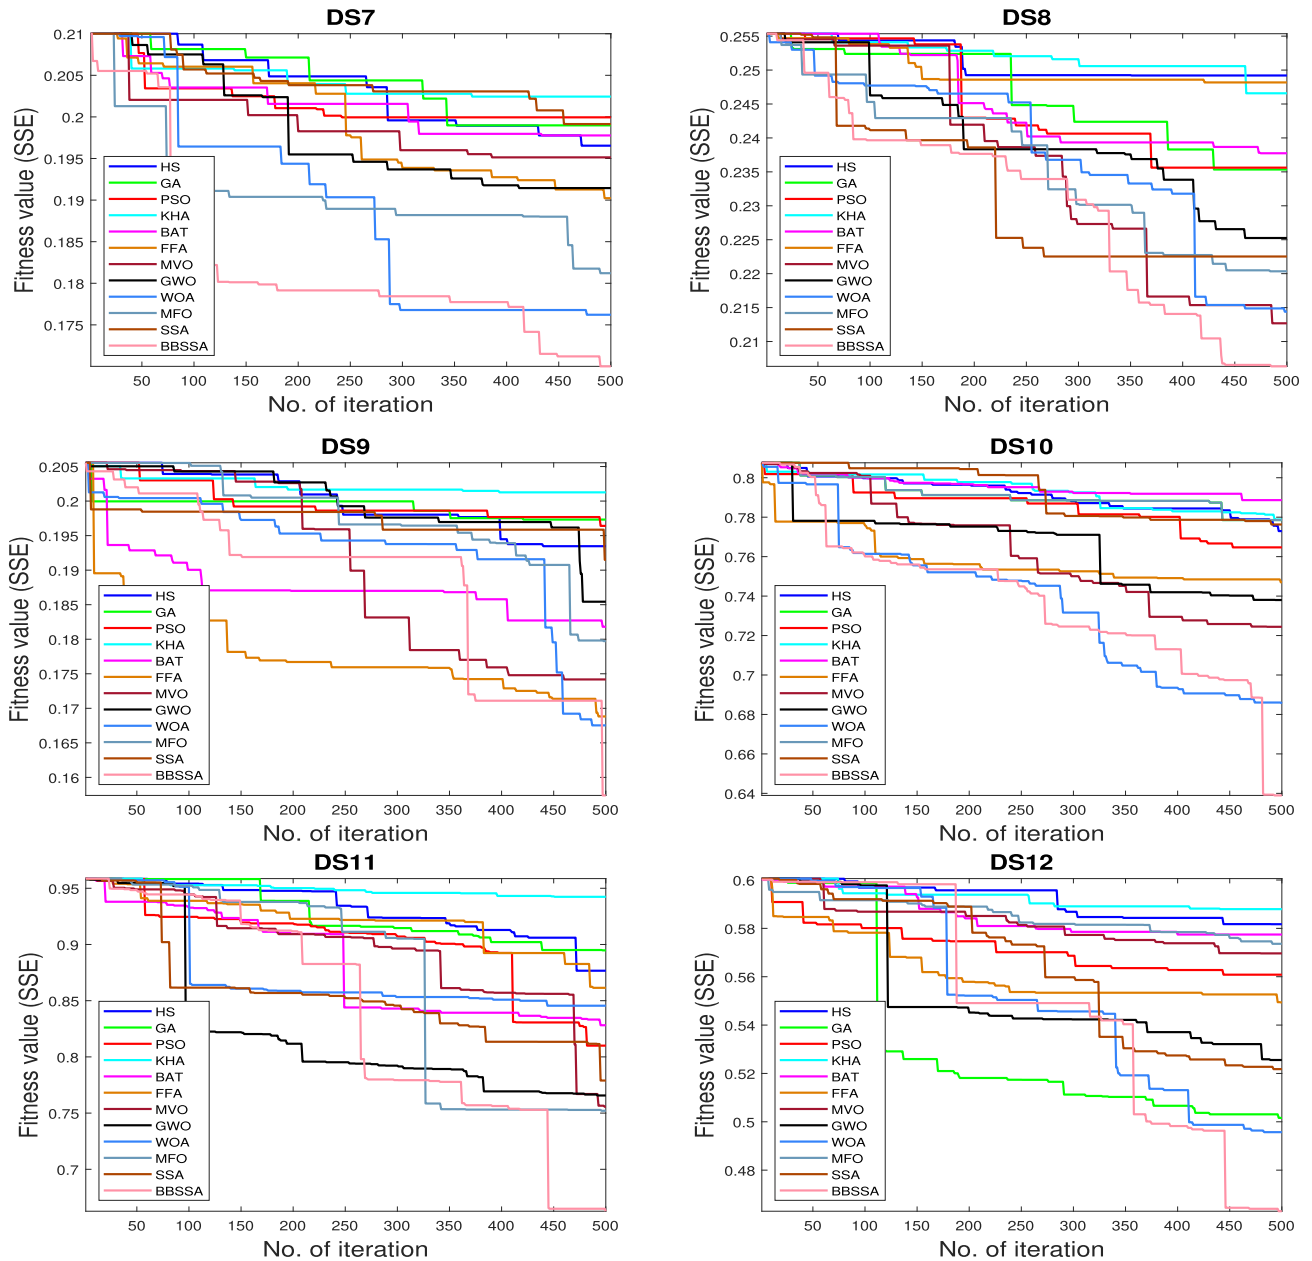 DS7
Fitness value (SSE)
0.21
0.205
0.2
0.195
0.19
0.185
0.18
0.175
HS
GA
PSO
KHA
BAT
FFA
MVO
GWO
WOA
MFO
SSA
BBSSA
50 100 150 200 250 300 350 400 450 500
No. of iteration
DS8
Fitness value (SSE)
0.255
0.25
0.245
0.24
0.235
0.23
0.225
0.22
0.215
0.21
HS
GA
PSO
KHA
BAT
FFA
MVO
GWO
WOA
MFO
SSA
BBSSA
50 100 150 200 250 300 350 400 450 500
No. of iteration
DS9
Fitness value (SSE)
0.205
0.2
0.195
0.19
0.185
0.18
0.175
0.17
0.165
0.16
HS
GA
PSO
KHA
BAT
FFA
MVO
GWO
WOA
MFO
SSA
BBSSA
50 100 150 200 250 300 350 400 450 500
No. of iteration
DS10
Fitness value (SSE)
0.8
0.78
0.76
0.74
0.72
0.7
0.68
0.66
0.64
HS
GA
PSO
KHA
BAT
FFA
MVO
GWO
WOA
MFO
SSA
BBSSA
50 100 150 200 250 300 350 400 450 500
No. of iteration
DS11
Fitness value (SSE)
0.95
0.9
0.85
0.8
0.75
0.7
HS
GA
PSO
KHA
BAT
FFA
MVO
GWO
WOA
MFO
SSA
BBSSA
50 100 150 200 250 300 350 400 450 500
No. of iteration
DS12
Fitness value (SSE)
0.6
0.58
0.56
0.54
0.52
0.5
0.48
HS
GA
PSO
KHA
BAT
FFA
MVO
GWO
WOA
MFO
SSA
BBSSA
50 100 150 200 250 300 350 400 450 500
No. of iteration